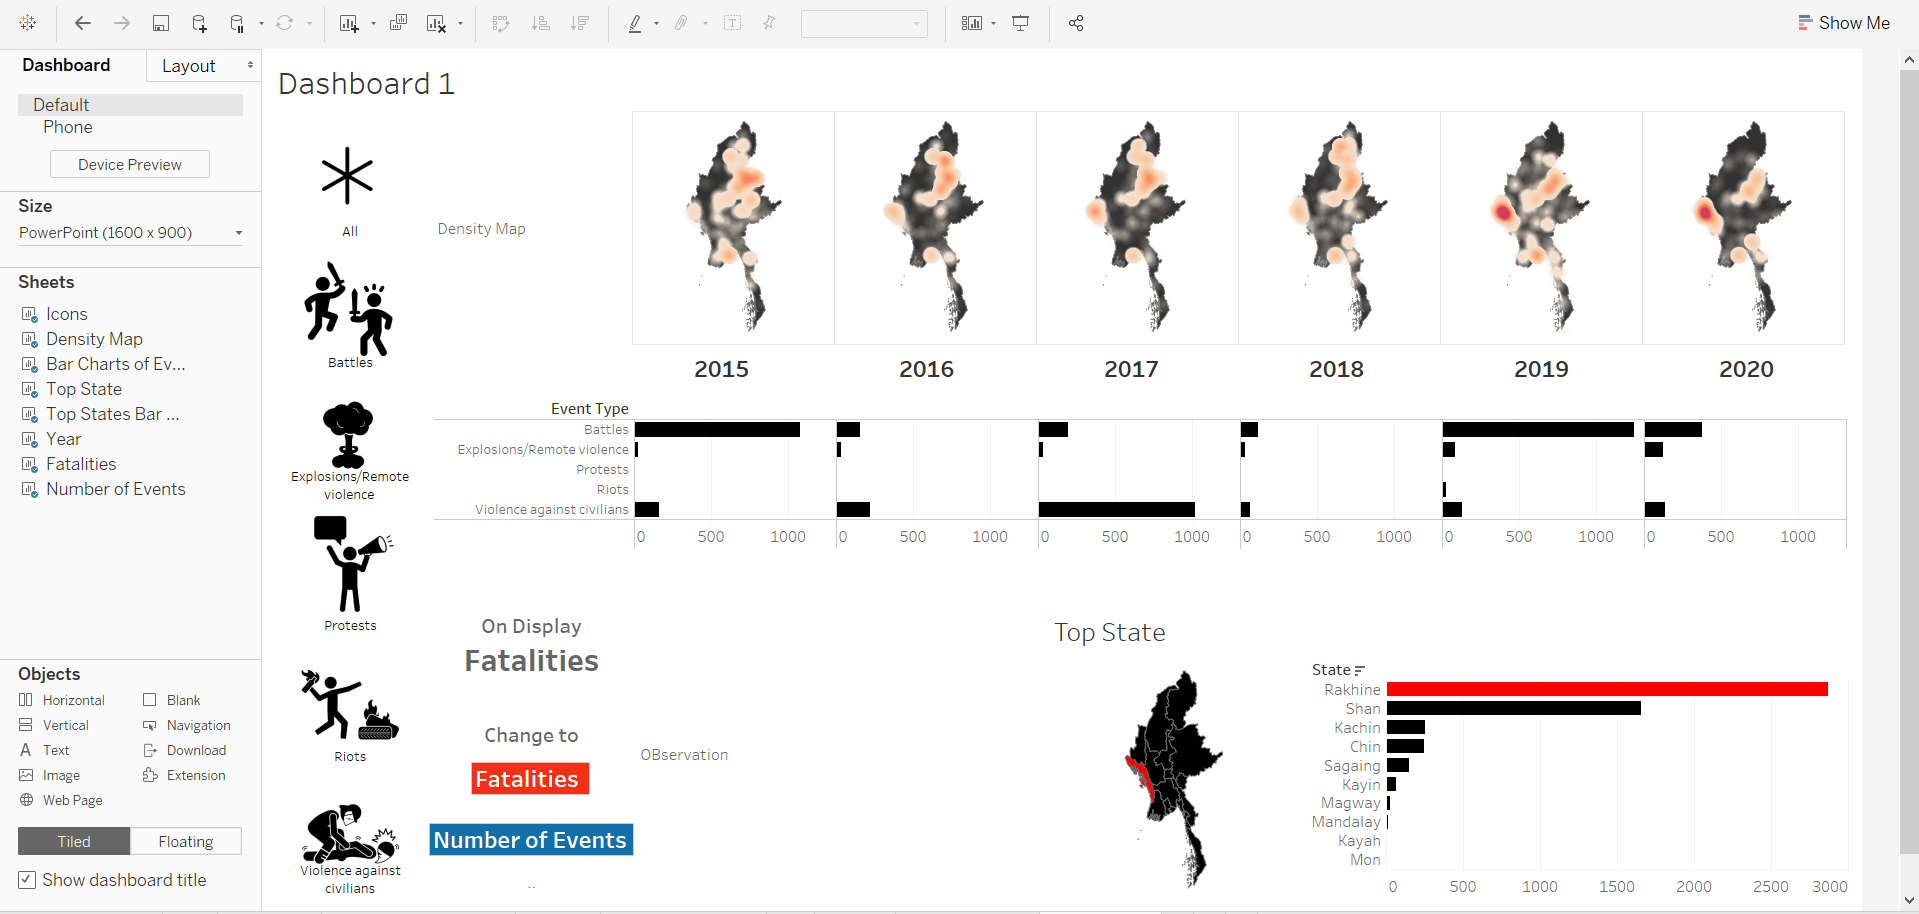 Show Me
Dashboard
Layout
Default
Phone
Device Preview
Size
PowerPoint (1600 x 900)
Sheets
Icons
Density Map
Bar Charts of Ev...
Top State
Top States Bar ...
Year
Fatalities
Number of Events
Objects
Horizontal
Blank
Vertical
Navigation
Text
Download
Image
Extension
Web Page
Tiled
Floating
Show dashboard title
Dashboard 1
All
Battles
Explosions/Remote
violence
Protests
Riots
Violence against
civilians
Density Map
2015 2016 2017 2018 2019 2020
Event Type
Battles
Explosions/Remote violence
Protests
Riots
Violence against civilians
0 500 1000 0 500 1000 0 500 1000 0 500 1000 0 500 1000 0 500 1000
On Display
Fatalities
Change to
Fatalities
Number of Events
..
OBservation
Top State
State
Rakhine
Shan
Kachin
Chin
Sagaing
Kayin
Magway
Mandalay
Kayah
Mon
0 500 1000 1500 2000 2500 3000